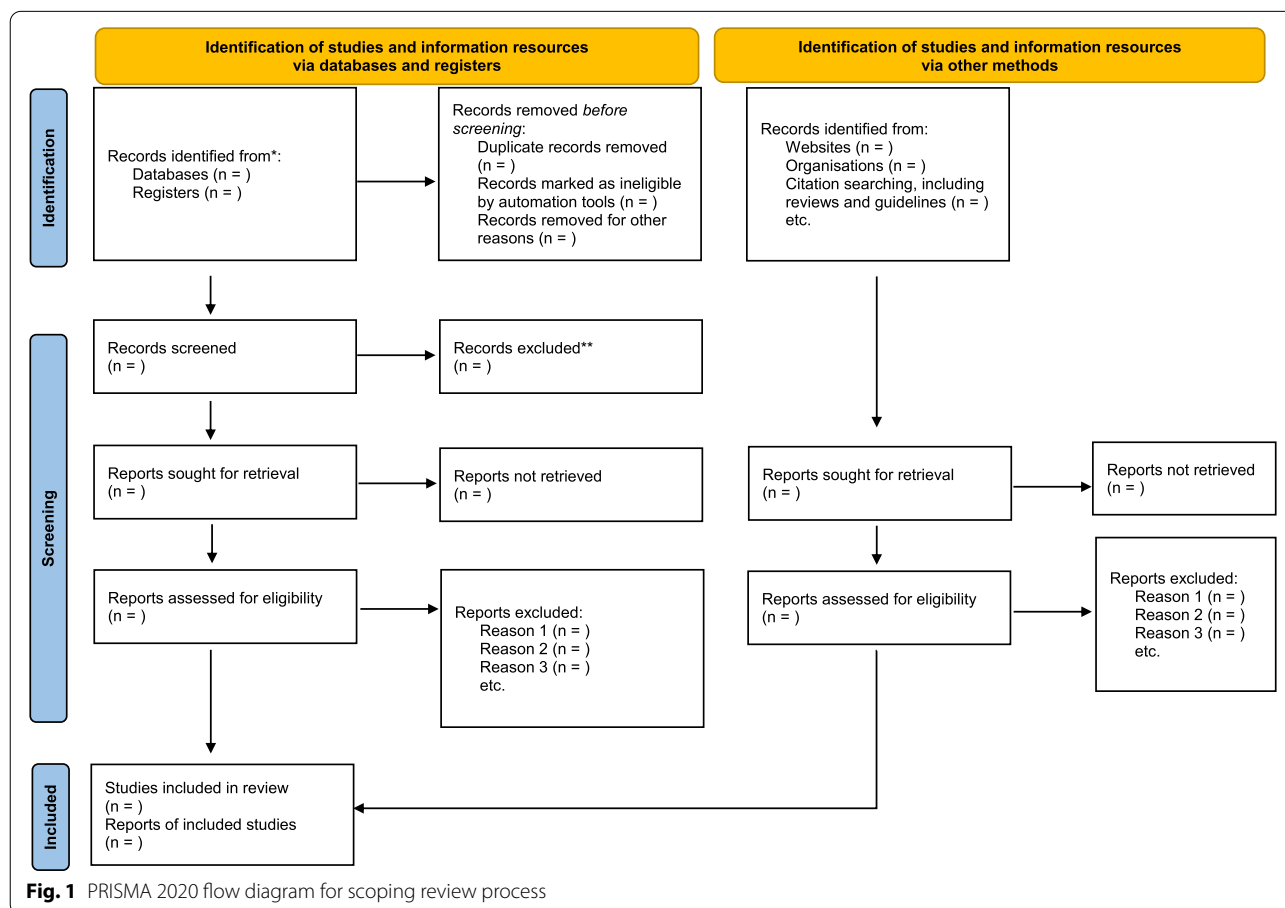 Identification of studies and information resources
via databases and registers
Identification of studies and information resources
via other methods
Identification
Records identified from*:
Databases (n = )
Registers (n = )
Records removed before
screening:
Duplicate records removed
(n = )
Records marked as ineligible
by automation tools (n = )
Records removed for other
reasons (n = )
Records identified from:
Websites (n = )
Organisations (n = )
Citation searching, including
reviews and guidelines (n = )
etc.
Screening
Records screened
(n = )
Records excluded**
(n = )
Reports sought for retrieval
(n = )
Reports not retrieved
(n = )
Reports sought for retrieval
(n = )
Reports not retrieved
(n = )
Reports assessed for eligibility
(n = )
Reports excluded:
Reason 1 (n = )
Reason 2 (n = )
Reason 3 (n = )
etc.
Reports assessed for eligibility
(n = )
Reports excluded:
Reason 1 (n = )
Reason 2 (n = )
Reason 3 (n = )
etc.
Included
Studies included in review
(n = )
Reports of included studies
(n = )
Fig. 1 PRISMA 2020 flow diagram for scoping review process